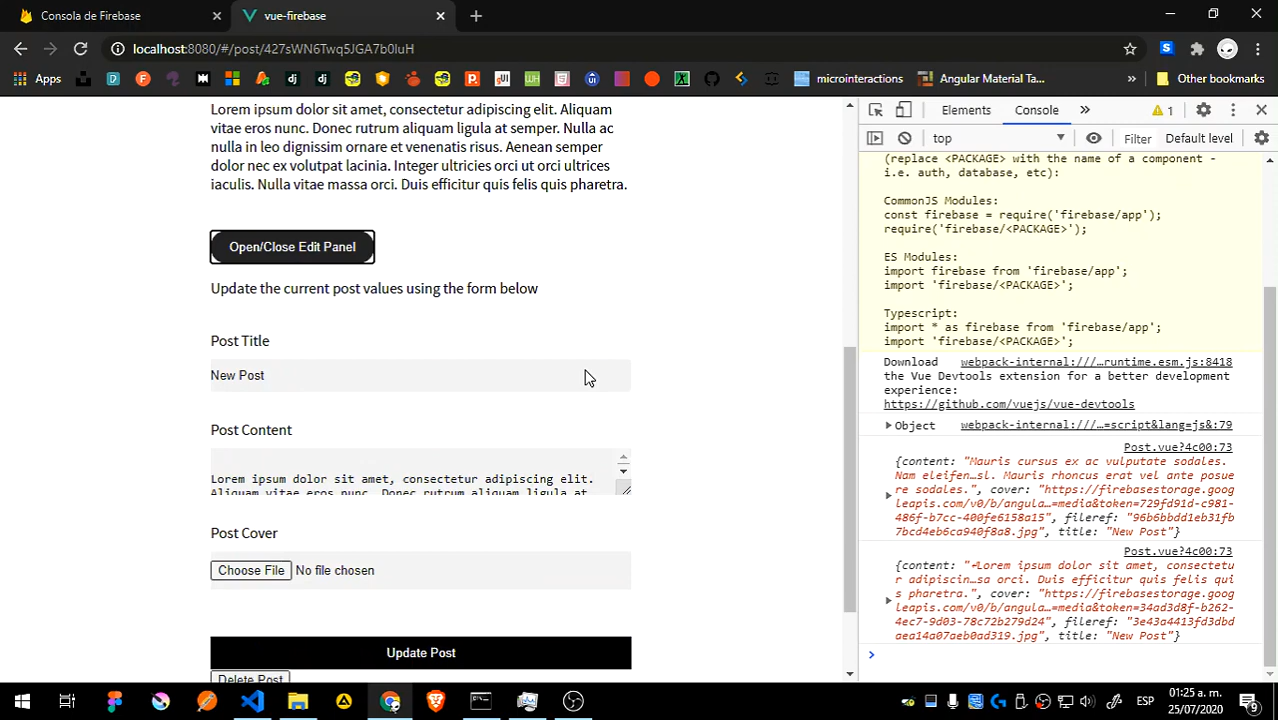 Consola de Firebase
vue-firebase
localhost:8080/#/post/427sWN6Twq5JGA7b0IuH
Apps
microinteractions
Angular Material Ta...
»
Other bookmarks
Lorem ipsum dolor sit amet, consectetur adipiscing elit. Aliquam
vitae eros nunc. Donec rutrum aliquam ligula at semper. Nulla ac
nulla in leo dignissim ornare et venenatis risus. Aenean semper
dolor nec ex volutpat lacinia. Integer ultricies orci ut orci ultrices
iaculis. Nulla vitae massa orci. Duis efficitur quis felis quis pharetra.
Open/Close Edit Panel
Update the current post values using the form below
Post Title
New Post
Post Content
Lorem ipsum dolor sit amet, consectetur adipiscing elit.
Aliquam vitae eros nunc. Donec rutrum aliquam ligula at
Post Cover
Choose File No file chosen
Update Post
Delete Post
Elements Console » 1
top Filter Default level
(replace <PACKAGE> with the name of a component -
i.e. auth, database, etc):
CommonJS Modules:
const firebase = require('firebase/app');
require('firebase/<PACKAGE>');
ES Modules:
import firebase from 'firebase/app';
import 'firebase/<PACKAGE>';
Typescript:
import * as firebase from 'firebase/app';
import 'firebase/<PACKAGE>';
Download webpack-internal:///…runtime.esm.js:8418
the Vue Devtools extension for a better development
experience:
https://github.com/vuejs/vue-devtools
Object webpack-internal:///…=script&lang=js&:79
Post.vue?4c00:73
{content: "Mauris cursus ex ac vulputate sodales.
Nam eleifen…sl. Mauris rhoncus erat vel ante posue
re sodales.", cover: "https://firebasestorage.goog
leapis.com/v0/b/angula…=media&token=729fd91d-c981-
486f-b7cc-400fe6158a15", fileref: "96b6bbdd1eb31fb
7bcd4eb6ca940f8a8.jpg", title: "New Post"}
Post.vue?4c00:73
{content: "↵Lorem ipsum dolor sit amet, consectetu
r adipiscin…sa orci. Duis efficitur quis felis qui
s pharetra.", cover: "https://firebasestorage.goog
leapis.com/v0/b/angula…=media&token=34ad3d8f-b262-
4ec7-9d03-78c72b279d24", fileref: "3e43a4413fd3dbd
aea14a07aeb0ad319.jpg", title: "New Post"}
ESP
01:25 a. m.
25/07/2020
9